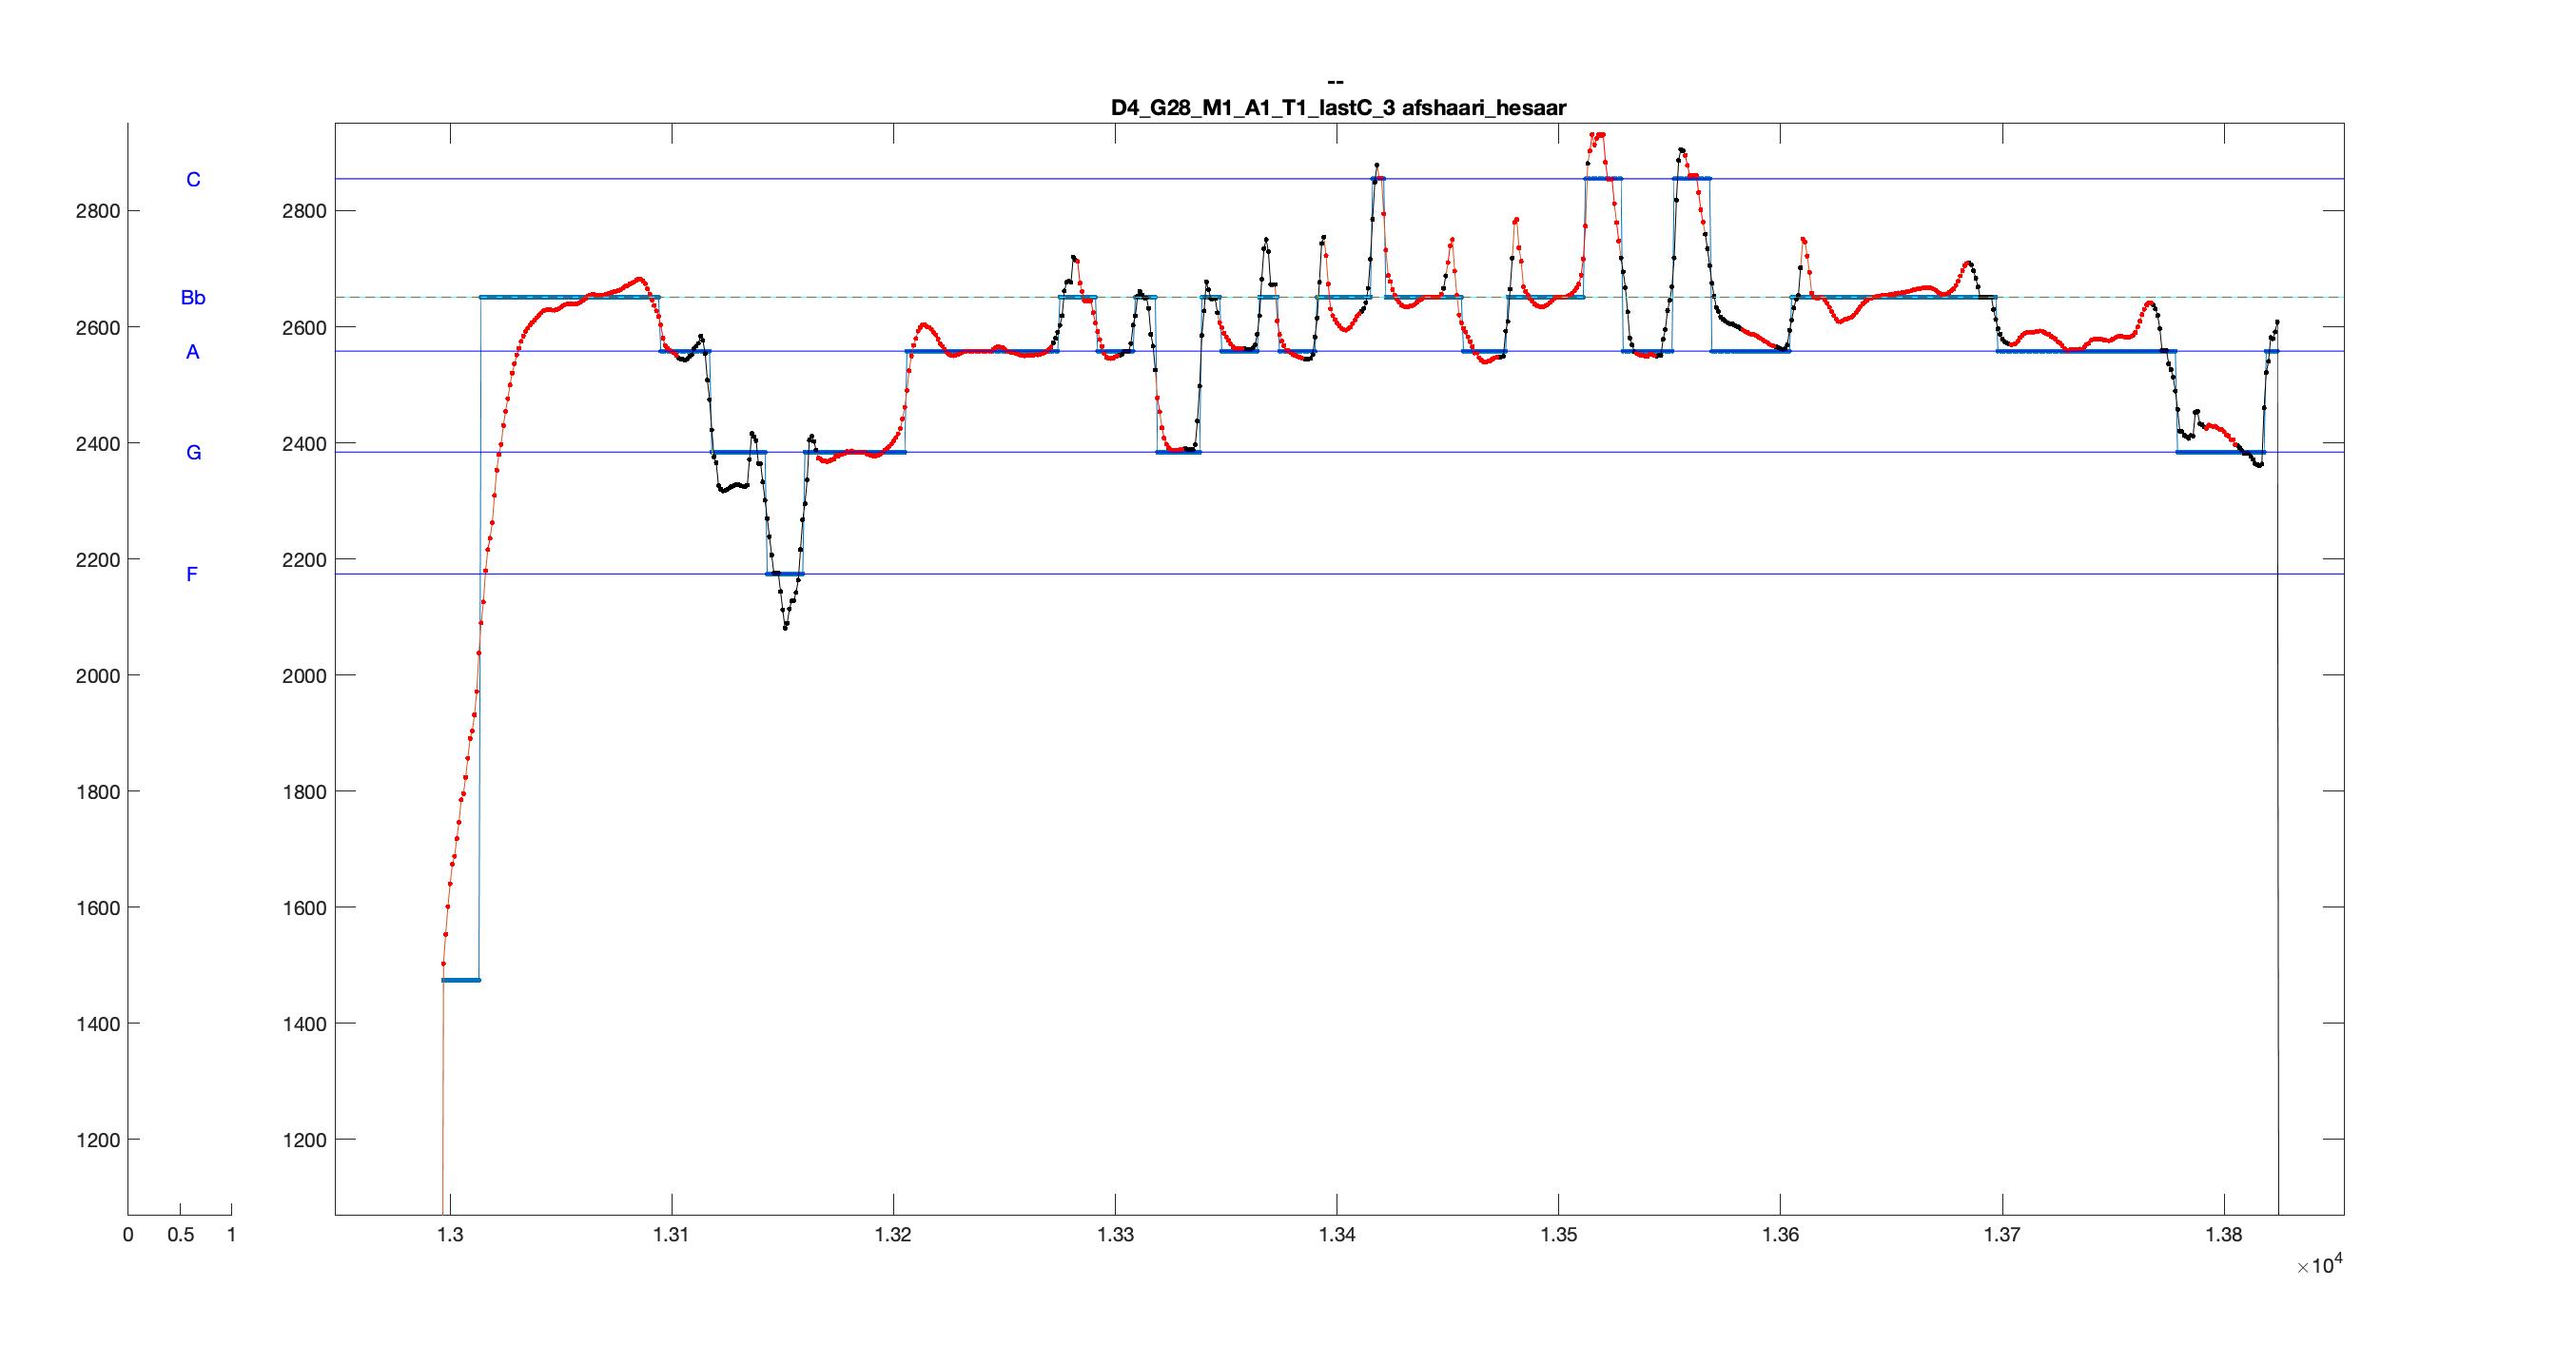 --
D4_G28_M1_A1_T1_lastC_3 afshaari_hesaar
C
2800 2800
Bb
2600 2600
A
2400 2400
G
2200 2200
F
2000 2000
1800 1800
1600 1600
1400 1400
1200 1200
0 0.5 1 1.3 1.31 1.32 1.33 1.34 1.35 1.36 1.37 1.38
×10^4